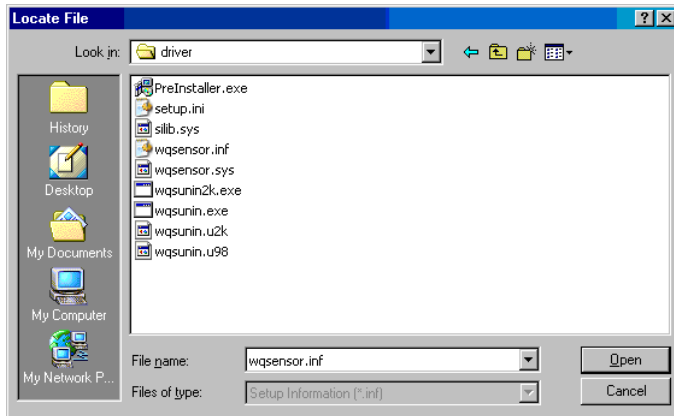 Locate File
Look in: driver
History
Desktop
My Documents
My Computer
My Network P...
PreInstaller.exe
setup.ini
silib.sys
wqsensor.inf
wqsensor.sys
wqsunin2k.exe
wqsunin.exe
wqsunin.u2k
wqsunin.u98
File name: wqsensor.inf Open
Files of type: Setup Information (*.inf) Cancel